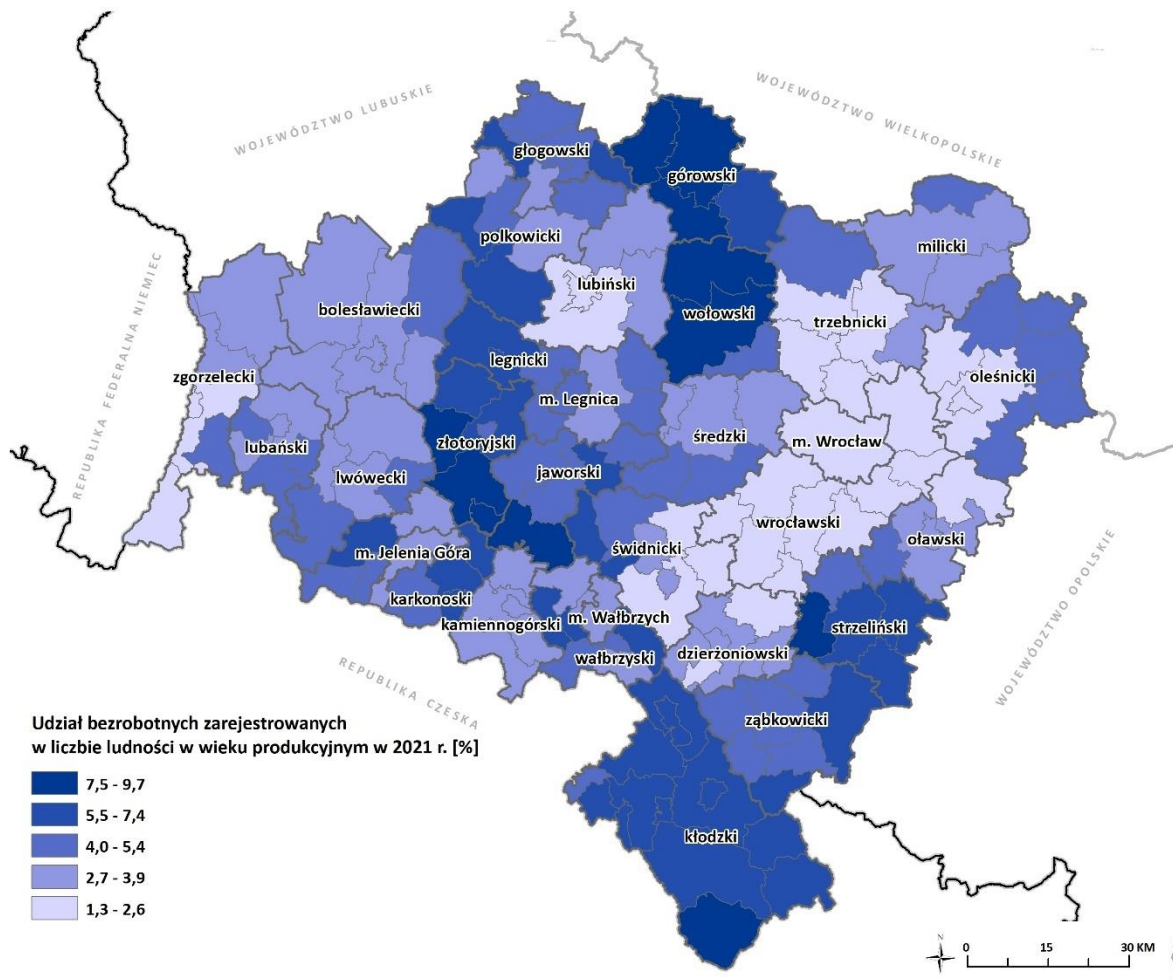 WOJEWÓDZTWO LUBUSKIE
WOJEWÓDZTWO WIELKOPOLSKIE
głogowski
górowski
polkowicki
milicki
REPUBLIKA FEDERALNA NIEMIEC
lubiński
bolesławiecki
wołowski
trzebnicki
legnicki
zgorzelecki
oleśnicki
m. Legnica
złotoryjski
średzki
m. Wrocław
lubański
lwówecki
jaworski
wrocławski
oławski
świdnicki
m. Jelenia Góra
WOJEWÓDZTWO OPOLSKIE
karkonoski
kamiennogórski
m. Wałbrzych
strzeliński
wałbrzyski
dzierżoniowski
REPUBLIKA CZESKA
ząbkowicki
Udział bezrobotnych zarejestrowanych
w liczbie ludności w wieku produkcyjnym w 2021 r. [%]
7,5 - 9,7
5,5 - 7,4
4,0 - 5,4
2,7 - 3,9
1,3 - 2,6
kłodzki
N
0 15 30 KM